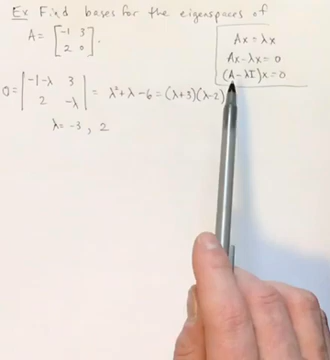 Ex Find bases for the eigenspaces of
A = [-1 3
2 0].
Ax = λx
Ax - λx = 0
(A - λI)x = 0
0 = |-1-λ 3
2 -λ| = λ² + λ - 6 = (λ+3)(λ-2)
λ = -3, 2